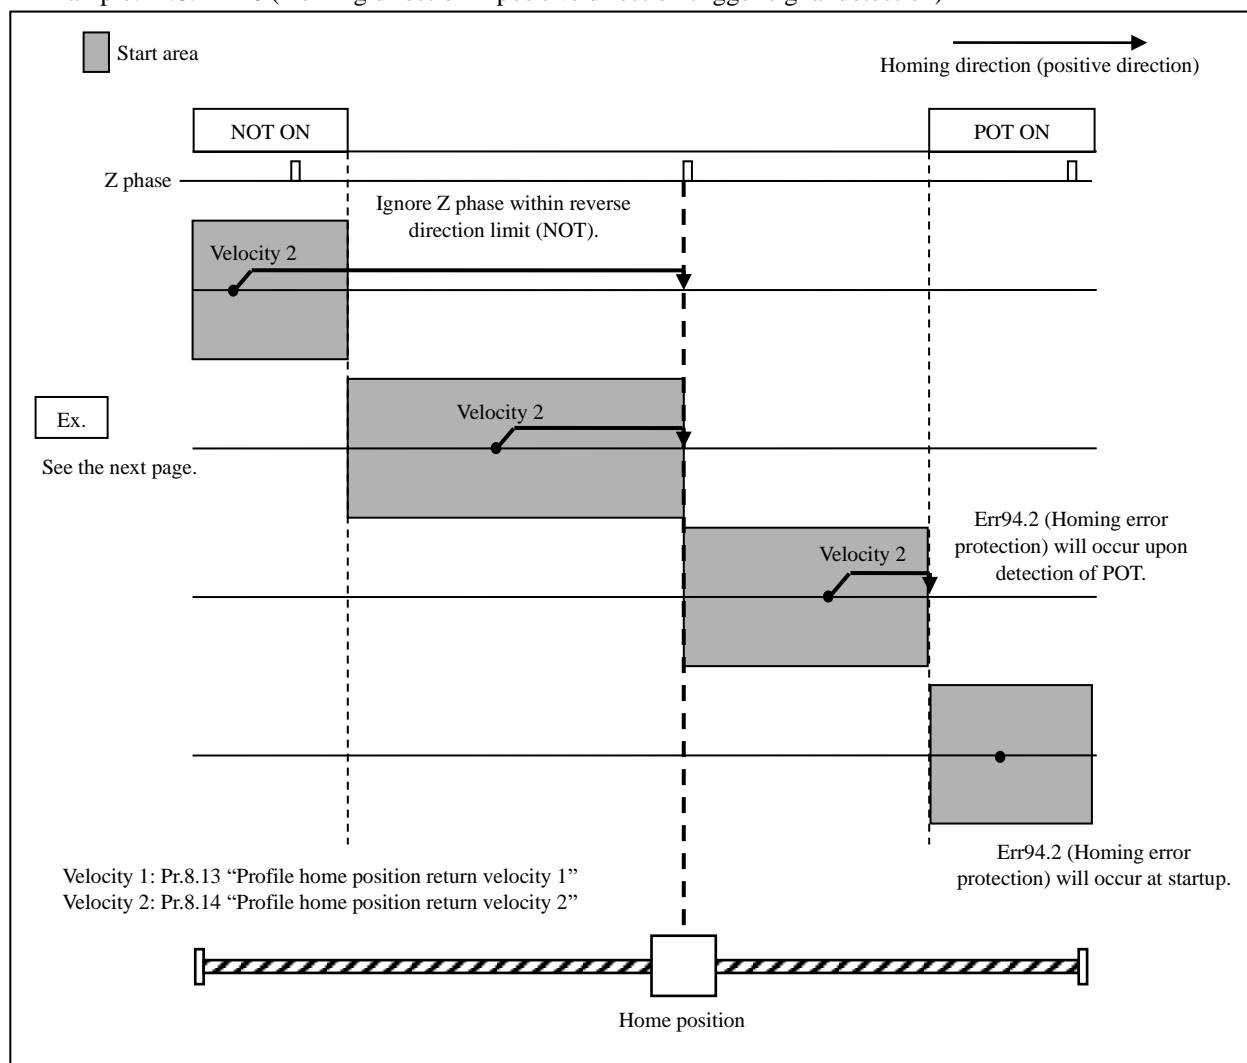 Start area
Homing direction (positive direction)
NOT ON
POT ON
Z phase
Ignore Z phase within reverse
direction limit (NOT).
Velocity 2
Ex.
See the next page.
Velocity 2
Velocity 2
Err94.2 (Homing error
protection) will occur upon
detection of POT.
Err94.2 (Homing error
protection) will occur at startup.
Velocity 1: Pr.8.13 “Profile home position return velocity 1”
Velocity 2: Pr.8.14 “Profile home position return velocity 2”
Home position